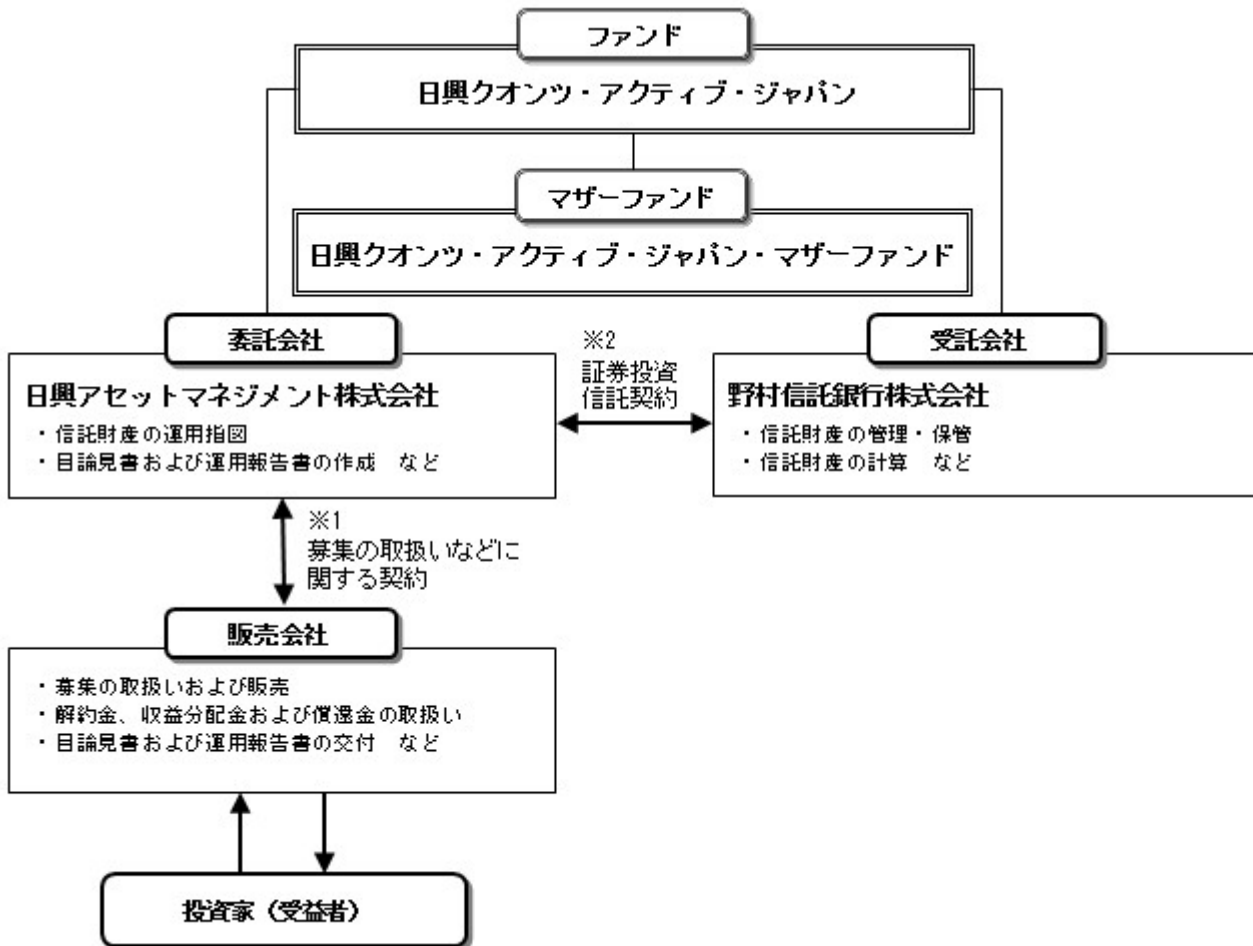 ファンド
日興クオンツ・アクティブ・ジャパン
マザーファンド
日興クオンツ・アクティブ・ジャパン・マザーファンド
委託会社
日興アセットマネジメント株式会社
・信託財産の運用指図
・目論見書および運用報告書の作成　など
※2
証券投資
信託契約
受託会社
野村信託銀行株式会社
・信託財産の管理・保管
・信託財産の計算　など
※1
募集の取扱いなどに
関する契約
販売会社
・募集の取扱いおよび販売
・解約金、収益分配金および償還金の取扱い
・目論見書および運用報告書の交付　など
投資家（受益者）